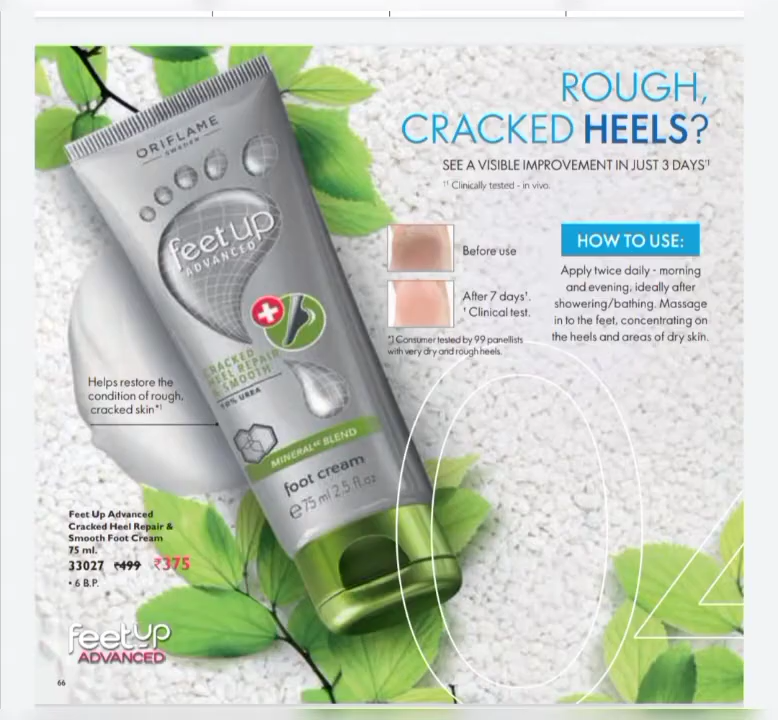 ROUGH,
CRACKED HEELS?
SEE A VISIBLE IMPROVEMENT IN JUST 3 DAYS¹†
†¹ Clinically tested - in vivo.
ORIFLAME
SWEDEN
feet up
ADVANCED
CRACKED
HEEL REPAIR
SMOOTH
10% UREA
MINERAL BLEND
foot cream
e 75 ml 2.5 fl.oz.
Before use
After 7 days†.
† Clinical test.
*¹ Consumer tested by 99 panellists
with very dry and rough heels.
HOW TO USE:
Apply twice daily - morning
and evening, ideally after
showering/bathing. Massage
in to the feet, concentrating on
the heels and areas of dry skin.
Helps restore the
condition of rough,
cracked skin*¹
Feet Up Advanced
Cracked Heel Repair &
Smooth Foot Cream
75 ml.
33027 ₹499 ₹375
• 6 B.P.
feet up
ADVANCED
66